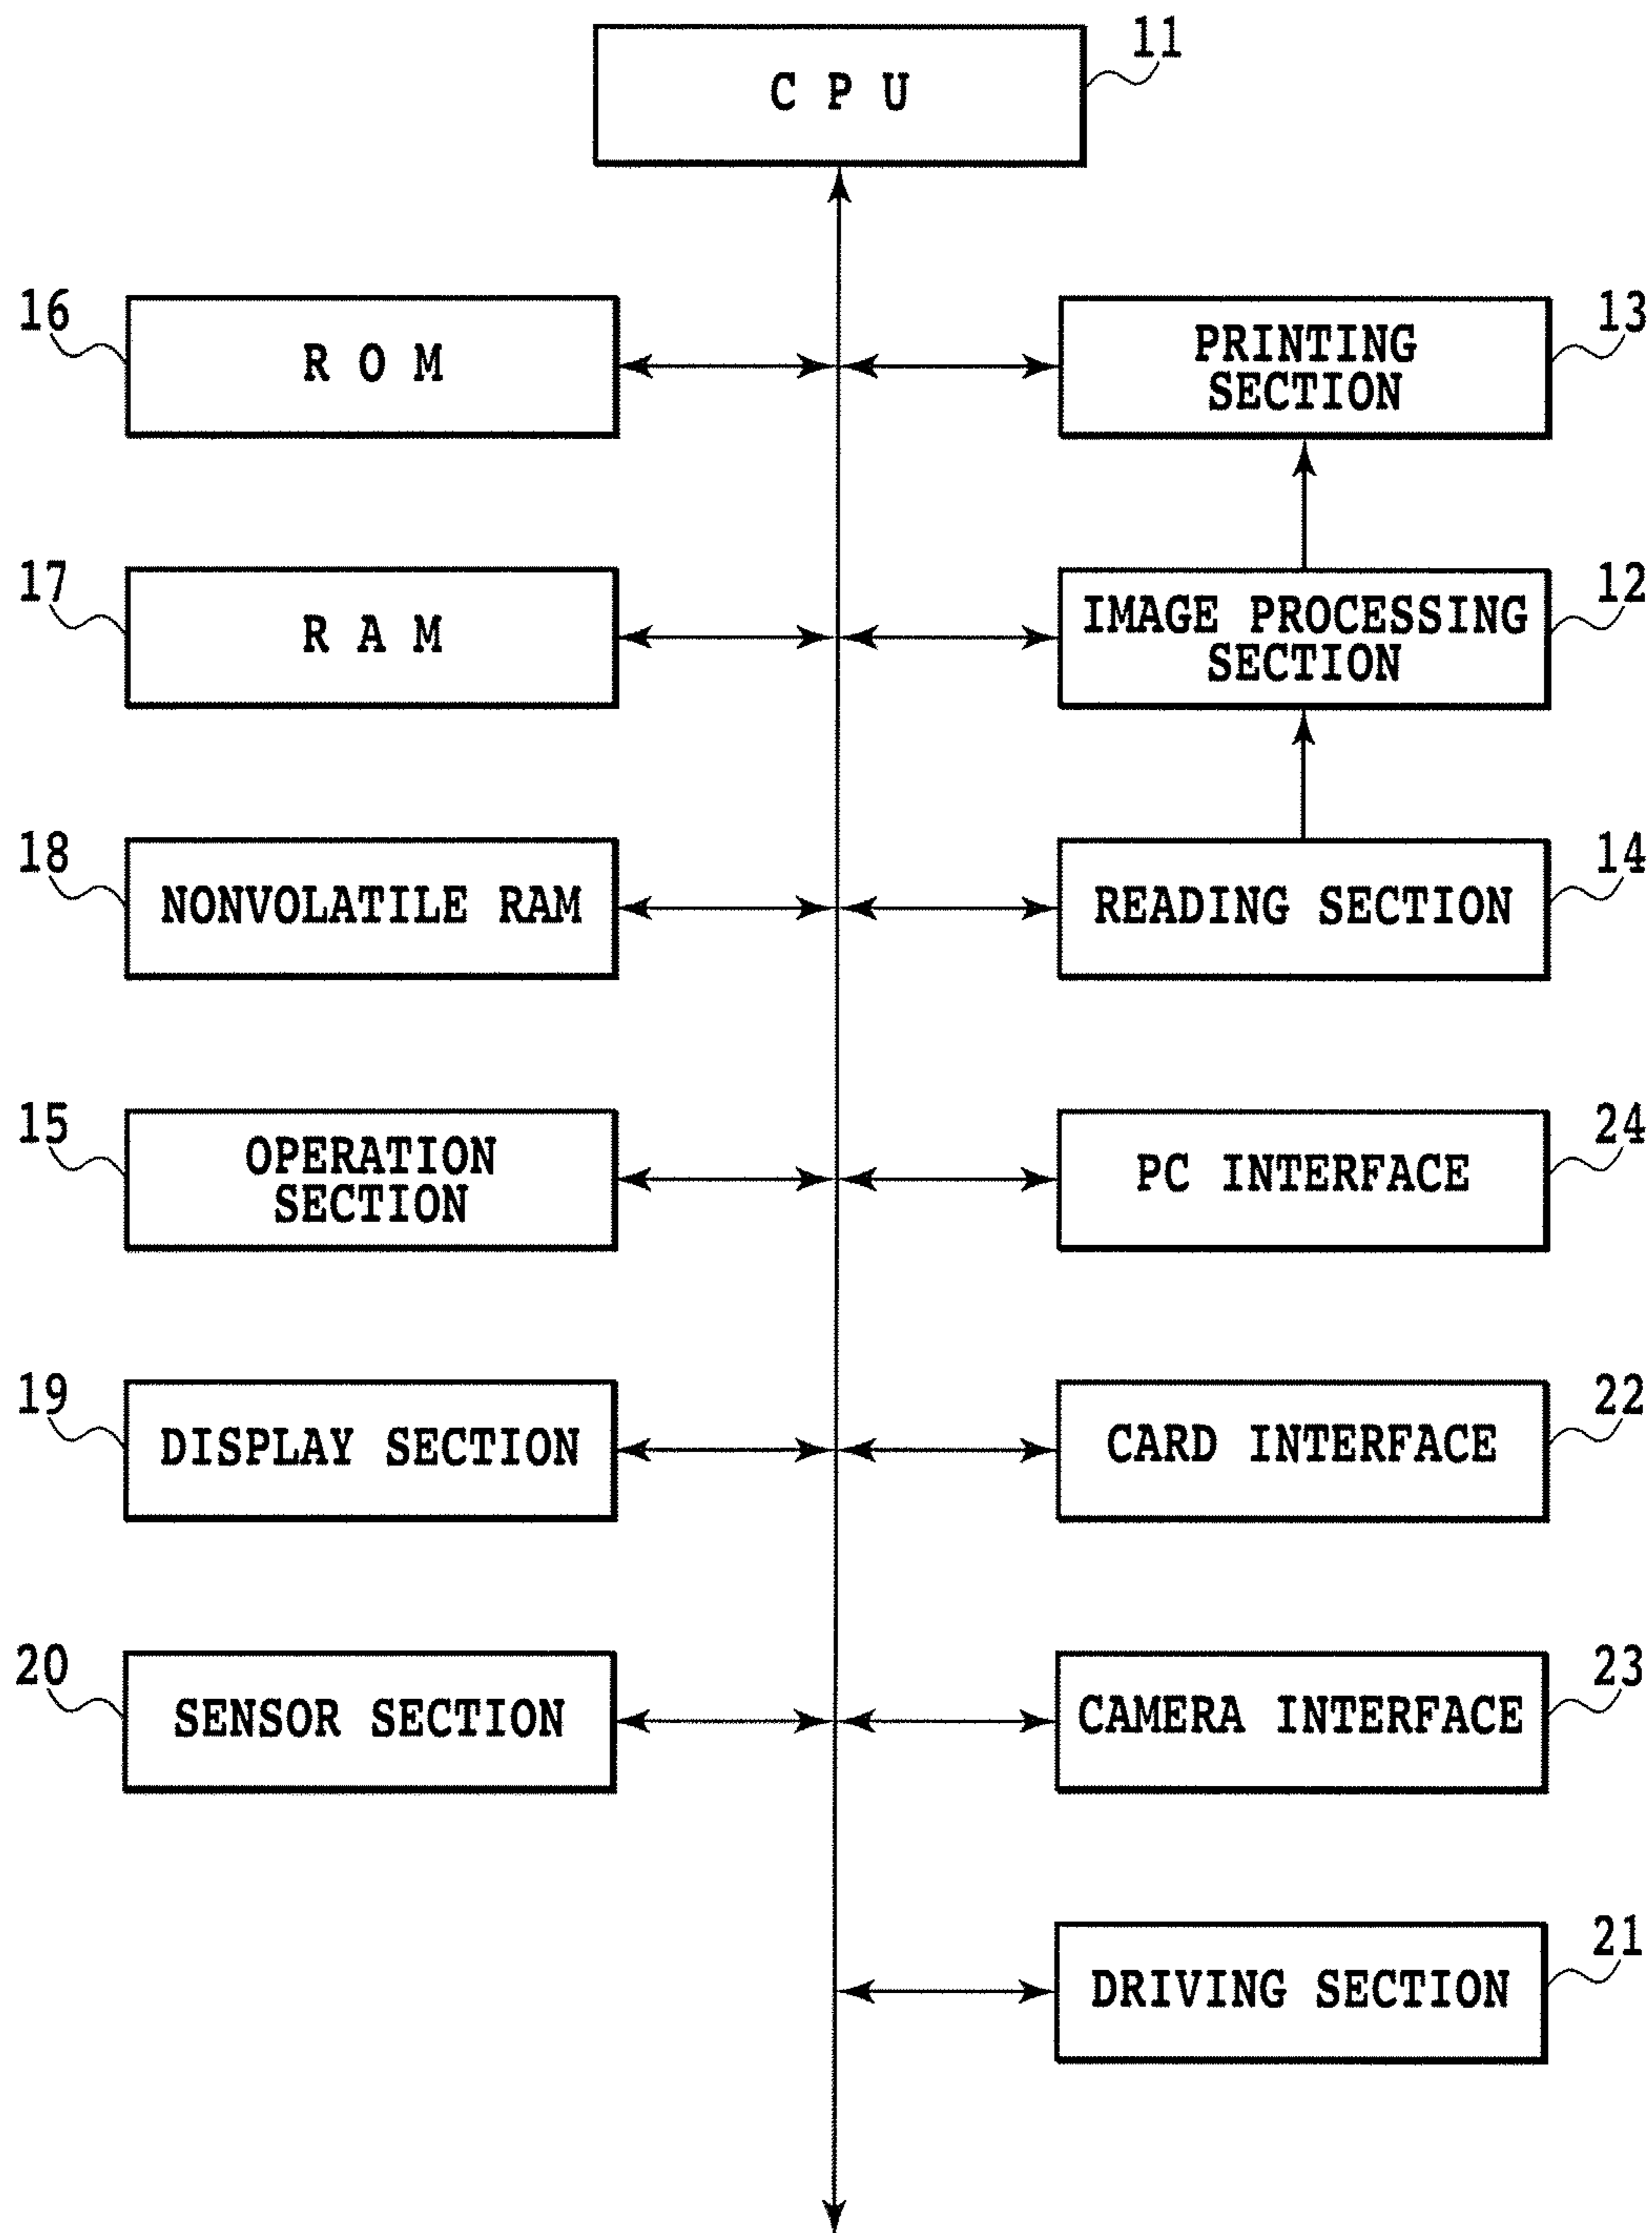 11
C P U
16
R O M
13
PRINTING
SECTION
17
R A M
12
IMAGE PROCESSING
SECTION
18
NONVOLATILE RAM
14
READING SECTION
15
OPERATION
SECTION
24
PC INTERFACE
19
DISPLAY SECTION
22
CARD INTERFACE
20
SENSOR SECTION
23
CAMERA INTERFACE
21
DRIVING SECTION